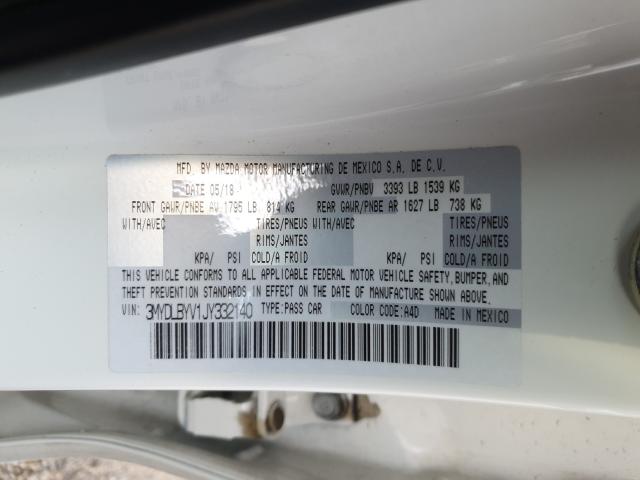 MFD. BY MAZDA MOTOR MANUFACTURING DE MEXICO S.A. DE C.V.
DATE 05/18 GVWR/PNBV 3393 LB 1539 KG
FRONT GAWR/PNBE AV 1795 LB 814 KG REAR GAWR/PNBE AR 1627 LB 738 KG
WITH/AVEC TIRES/PNEUS WITH/AVEC TIRES/PNEUS
RIMS/JANTES RIMS/JANTES
KPA/ PSI COLD/A FROID KPA/ PSI COLD/A FROID
THIS VEHICLE CONFORMS TO ALL APPLICABLE FEDERAL MOTOR VEHICLE SAFETY, BUMPER, AND
THEFT PREVENTION STANDARDS IN EFFECT ON THE DATE OF MANUFACTURE SHOWN ABOVE.
VIN: 3MYDLBYV1JY332140 TYPE:PASS CAR COLOR CODE:A4D MADE IN MEXICO